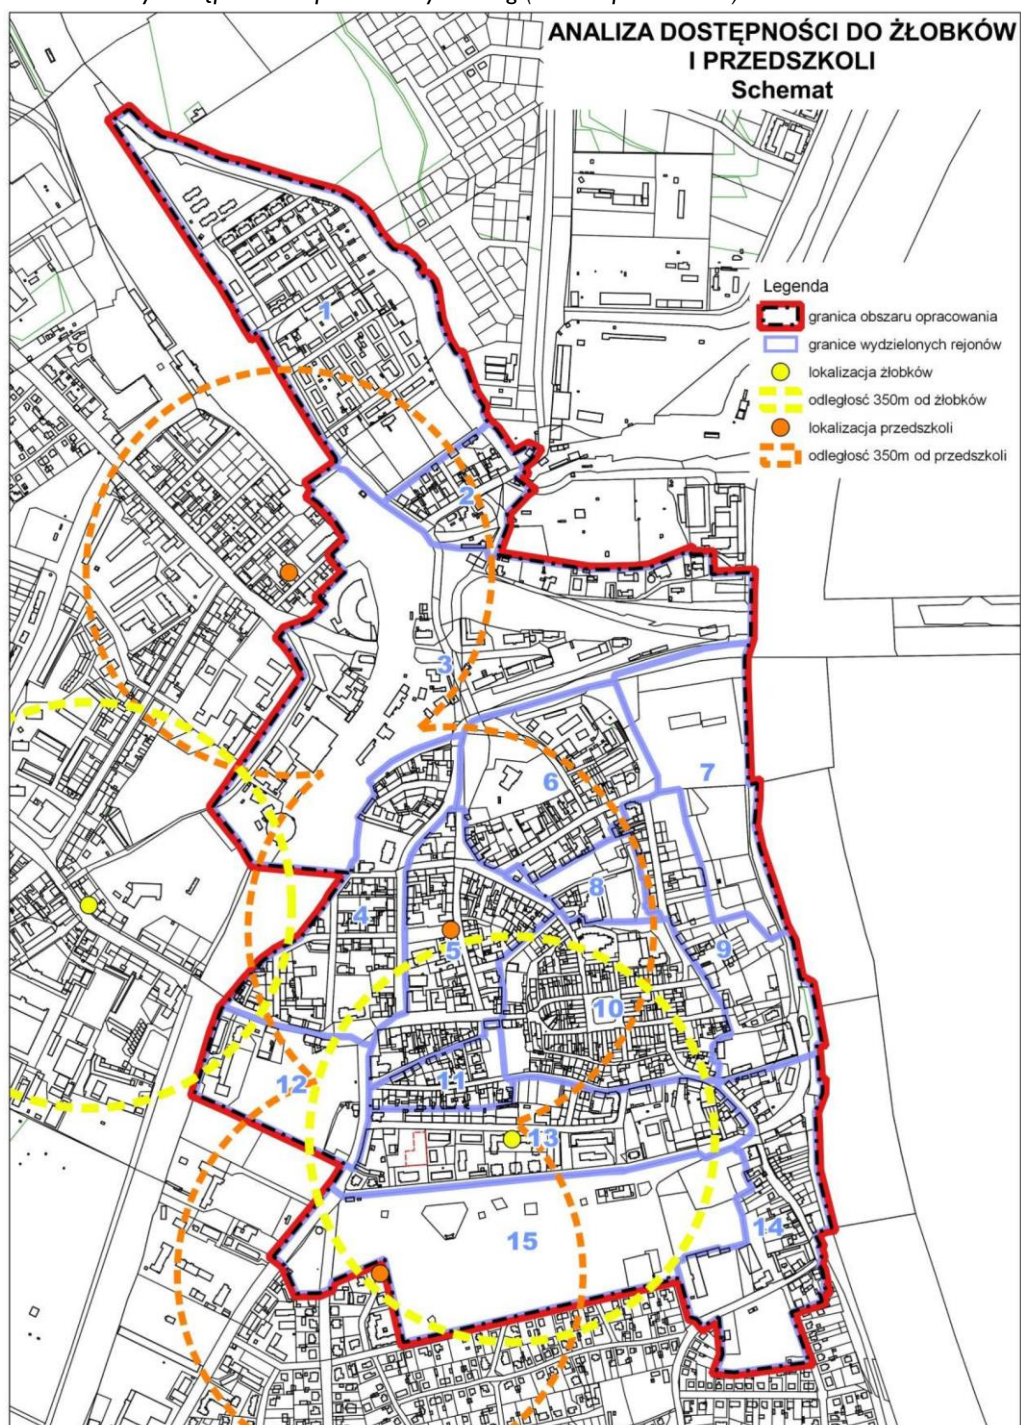 ANALIZA DOSTĘPNOŚCI DO ŻŁOBKÓW
I PRZEDSZKOLI
Schemat
Legenda
granica obszaru opracowania
granice wydzielonych rejonów
lokalizacja żłobków
odległosć 350m od żłobków
lokalizacja przedszkoli
odległosć 350m od przedszkoli
1
2
3
6
7
8
4
5
9
10
11
12
13
14
15